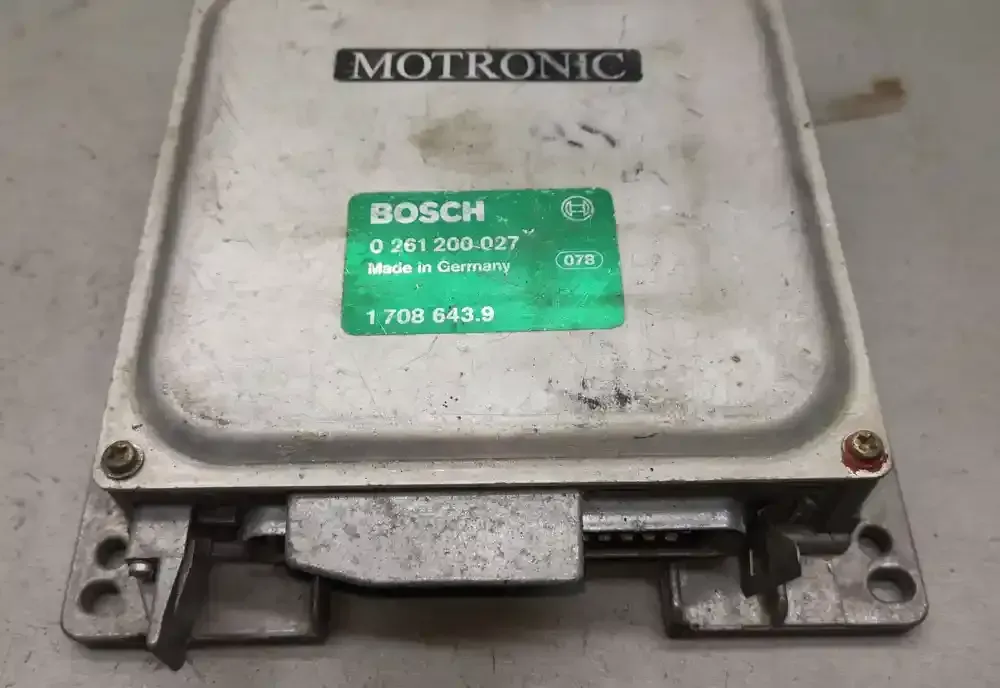 MOTRONIC
BOSCH
0 261 200 027
Made in Germany
078
1 708 643.9